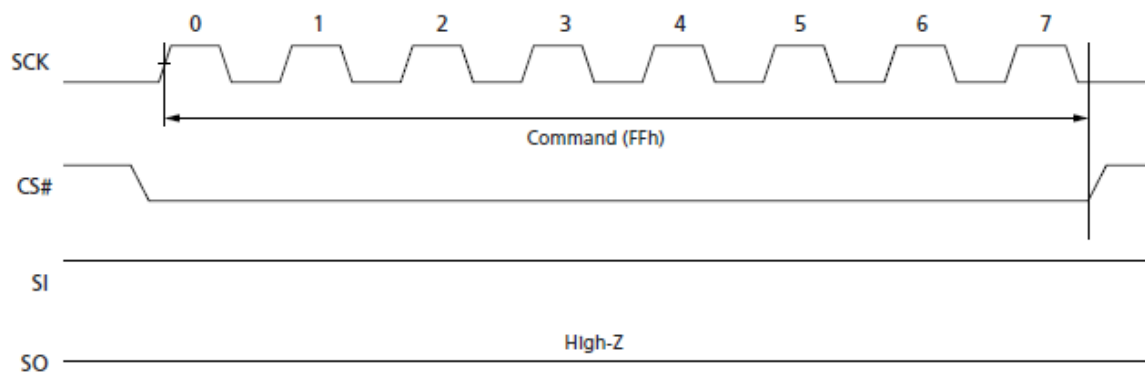 0 1 2 3 4 5 6 7
SCK
Command (FFh)
CS#
SI
High-Z
SO